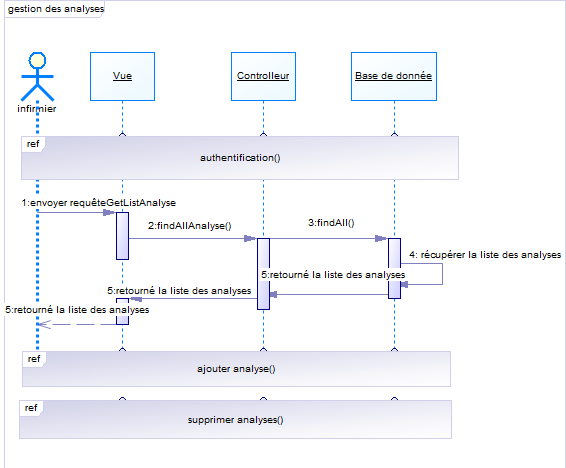 gestion des analyses
Vue
Controlleur
Base de donnée
infirmier
ref
authentification()
1:envoyer requêteGetListAnalyse
2:findAllAnalyse()
3:findAll()
4: récupérer la liste des analyses
5:retourné la liste des analyses
5:retourné la liste des analyses
5:retourné la liste des analyses
ref
ajouter analyse()
ref
supprimer analyses()